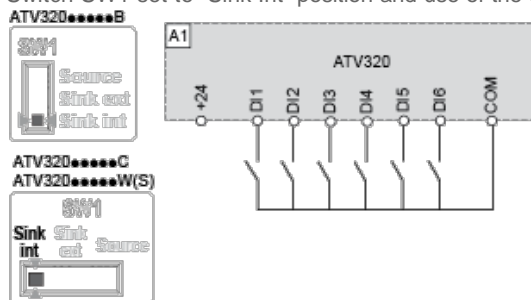 Switch SW1 set to "Sink Int" position and use of the
ATV320●●●●●B
SW1
Source
Sink ext
Sink int
ATV320●●●●●C
ATV320●●●●●W(S)
SW1
Sink int
Sink ext
Source
A1
ATV320
+24
DI1
DI2
DI3
DI4
DI5
DI6
COM